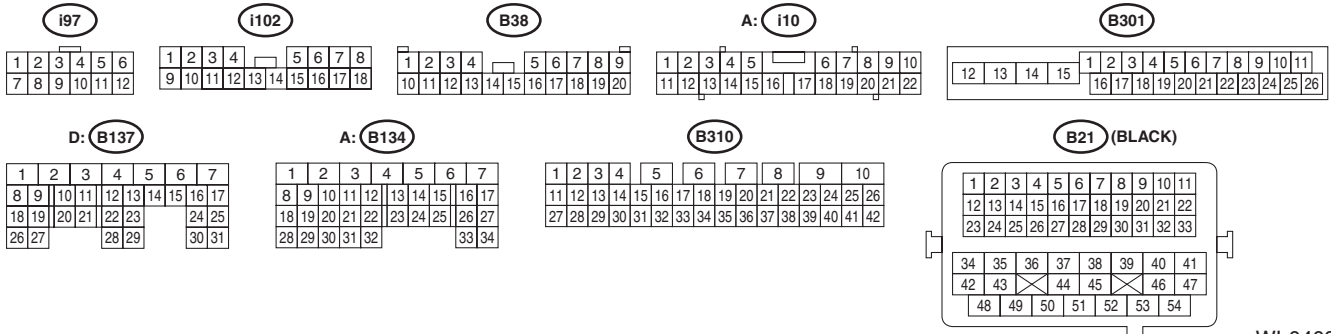 i97
i102
B38
A: i10
B301
1 2 3 4 5 6
7 8 9 10 11 12
1 2 3 4 5 6 7 8
9 10 11 12 13 14 15 16 17 18
1 2 3 4 5 6 7 8 9
10 11 12 13 14 15 16 17 18 19 20
1 2 3 4 5 6 7 8 9 10
11 12 13 14 15 16 17 18 19 20 21 22
12 13 14 15 1 2 3 4 5 6 7 8 9 10 11
16 17 18 19 20 21 22 23 24 25 26
D: B137
A: B134
B310
B21 (BLACK)
1 2 3 4 5 6 7
8 9 10 11 12 13 14 15 16 17
18 19 20 21 22 23 24 25
26 27 28 29 30 31
1 2 3 4 5 6 7
8 9 10 11 12 13 14 15 16 17
18 19 20 21 22 23 24 25 26 27
28 29 30 31 32 33 34
1 2 3 4 5 6 7 8 9 10
11 12 13 14 15 16 17 18 19 20 21 22 23 24 25 26
27 28 29 30 31 32 33 34 35 36 37 38 39 40 41 42
1 2 3 4 5 6 7 8 9 10 11
12 13 14 15 16 17 18 19 20 21 22
23 24 25 26 27 28 29 30 31 32 33
34 35 36 37 38 39 40 41
42 43 44 45 46 47
48 49 50 51 52 53 54